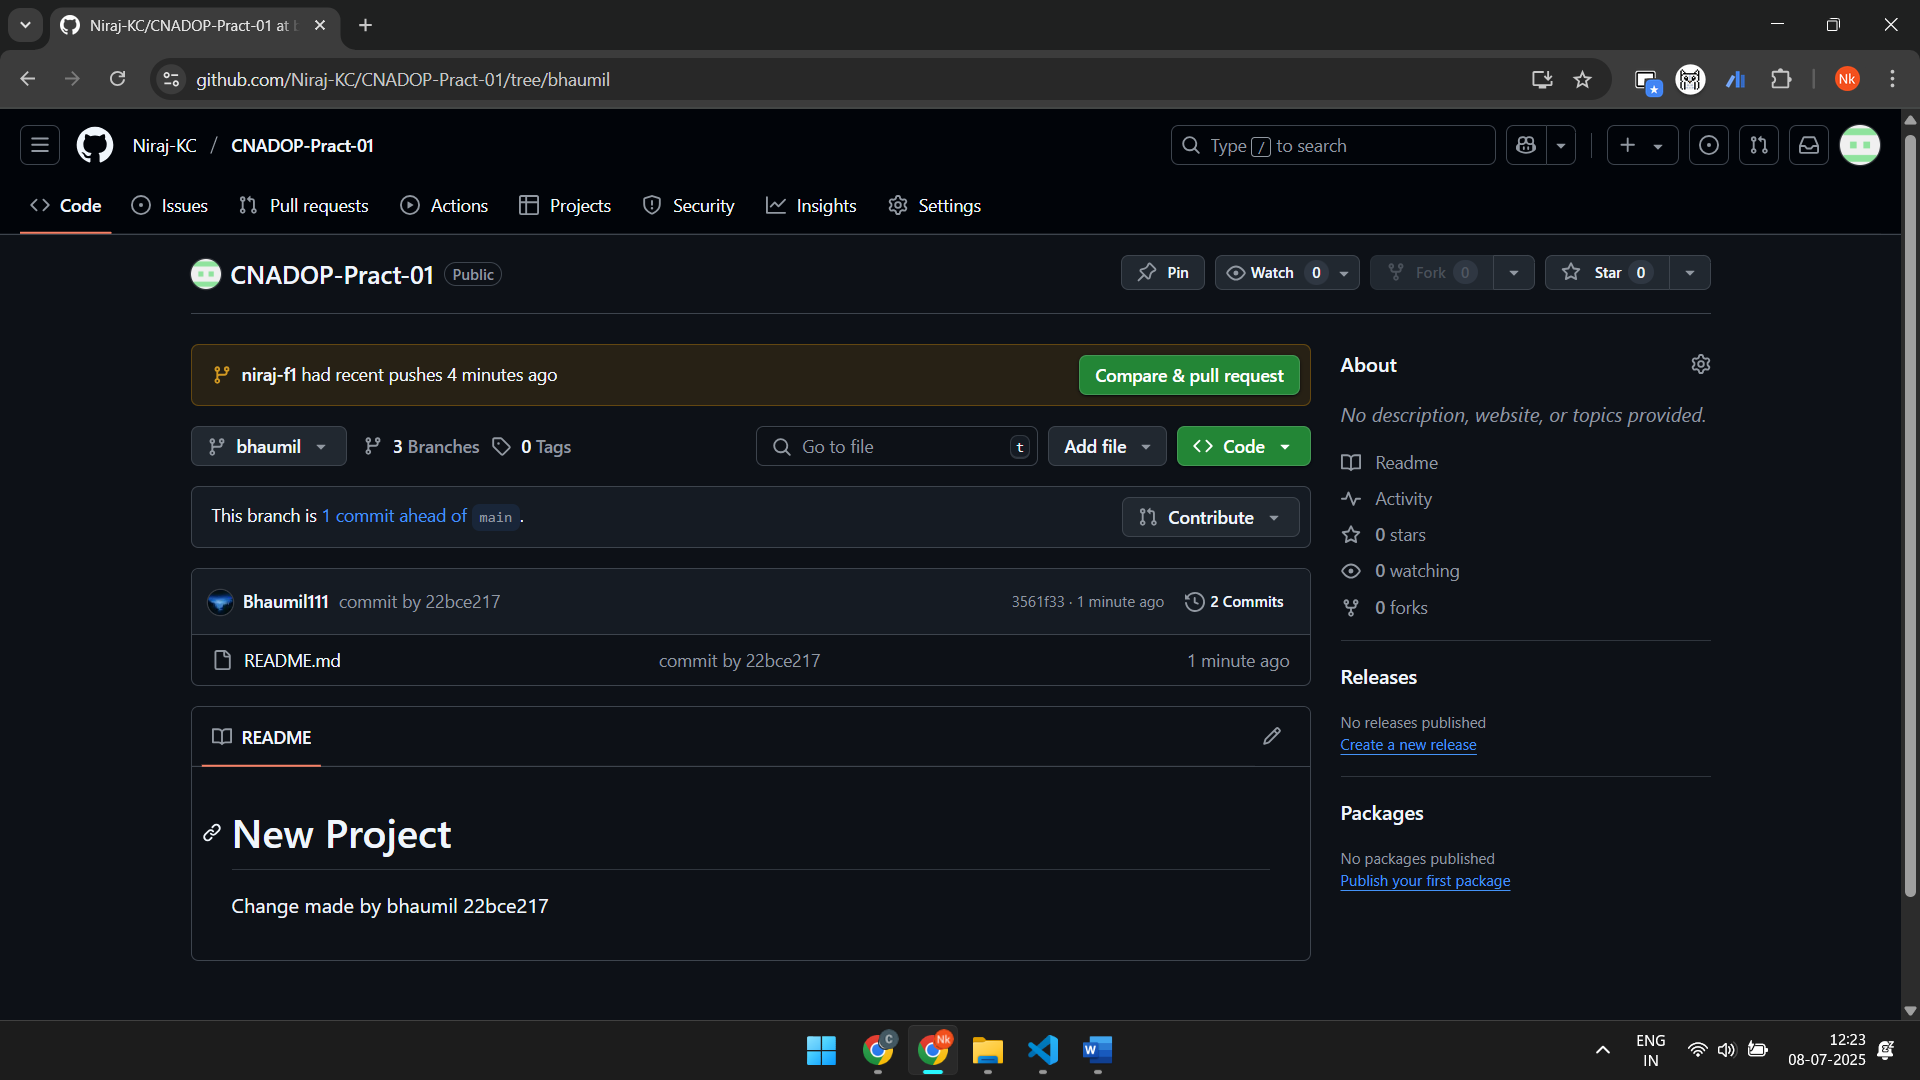 Niraj-KC/CNADOP-Pract-01 at b
github.com/Niraj-KC/CNADOP-Pract-01/tree/bhaumil
Nk
Niraj-KC / CNADOP-Pract-01
Type / to search
Code Issues Pull requests Actions Projects Security Insights Settings
CNADOP-Pract-01 Public
Pin Watch 0 Fork 0 Star 0
niraj-f1 had recent pushes 4 minutes ago Compare & pull request
bhaumil 3 Branches 0 Tags Go to file t Add file Code
This branch is 1 commit ahead of main . Contribute
Bhaumil111 commit by 22bce217 3561f33 · 1 minute ago 2 Commits
README.md commit by 22bce217 1 minute ago
README
New Project
Change made by bhaumil 22bce217
About
No description, website, or topics provided.
Readme
Activity
0 stars
0 watching
0 forks
Releases
No releases published
Create a new release
Packages
No packages published
Publish your first package
C
Nk
W
ENG
IN
12:23
08-07-2025